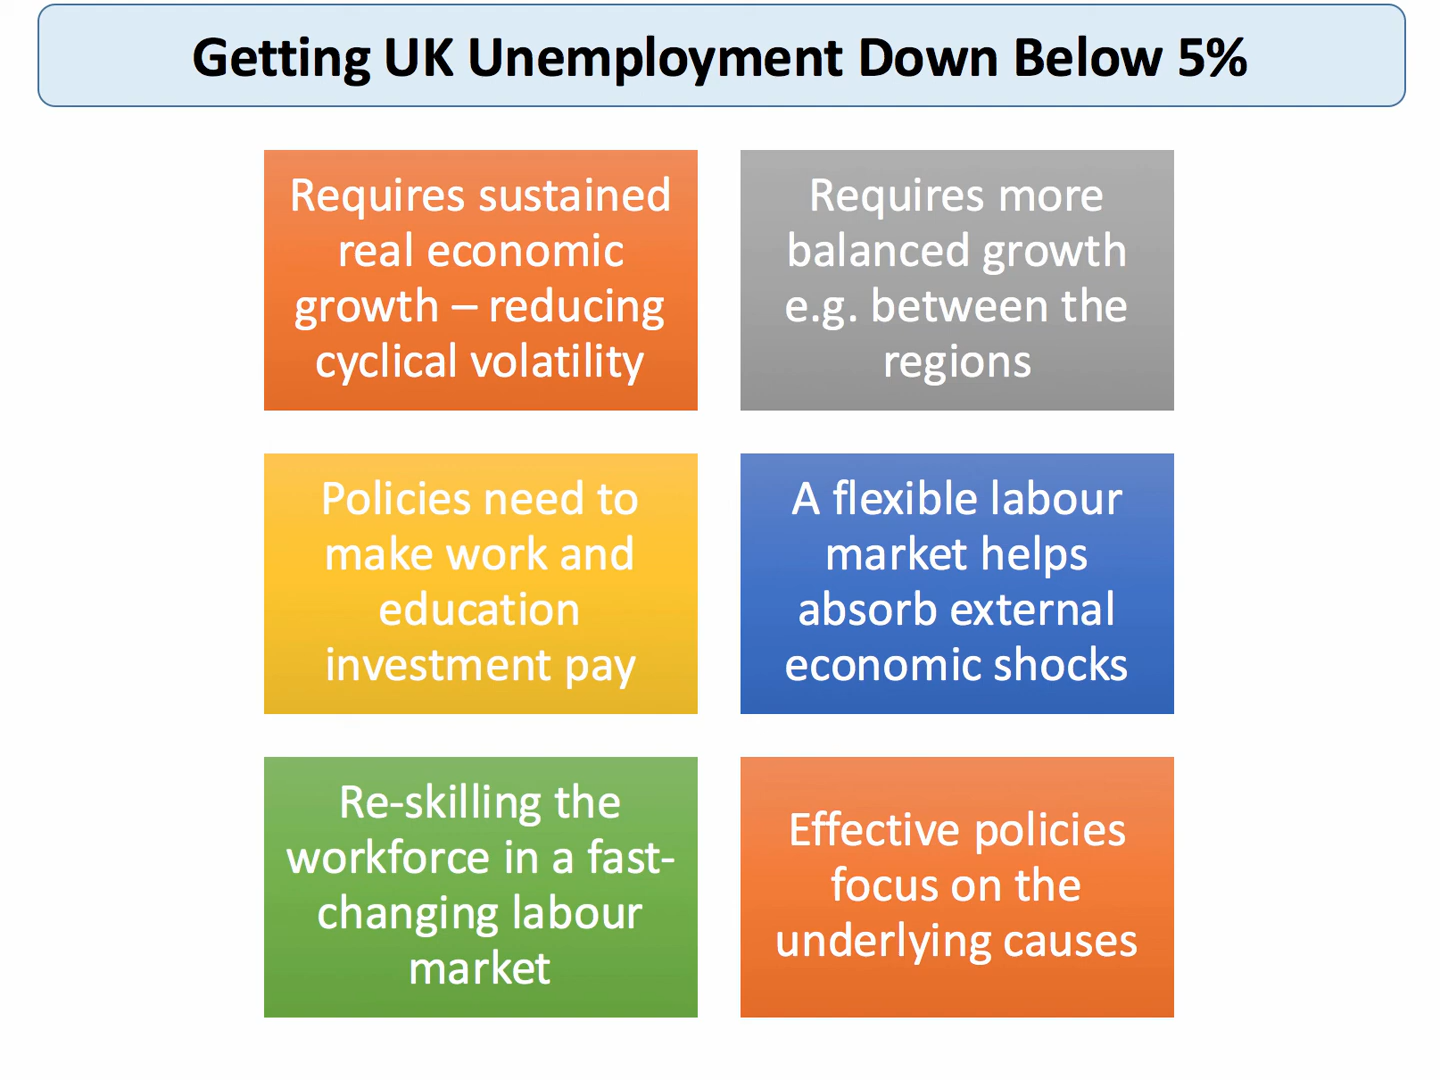 Getting UK Unemployment Down Below 5%
Requires sustained
real economic
growth – reducing
cyclical volatility
Requires more
balanced growth
e.g. between the
regions
Policies need to
make work and
education
investment pay
A flexible labour
market helps
absorb external
economic shocks
Re-skilling the
workforce in a fast-
changing labour
market
Effective policies
focus on the
underlying causes